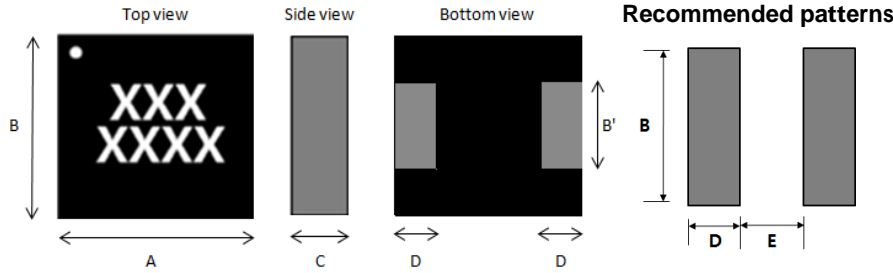 Top view
Side view
Bottom view
Recommended patterns
XXX
XXXX
B
B'
B
A
C
D
D
D
E